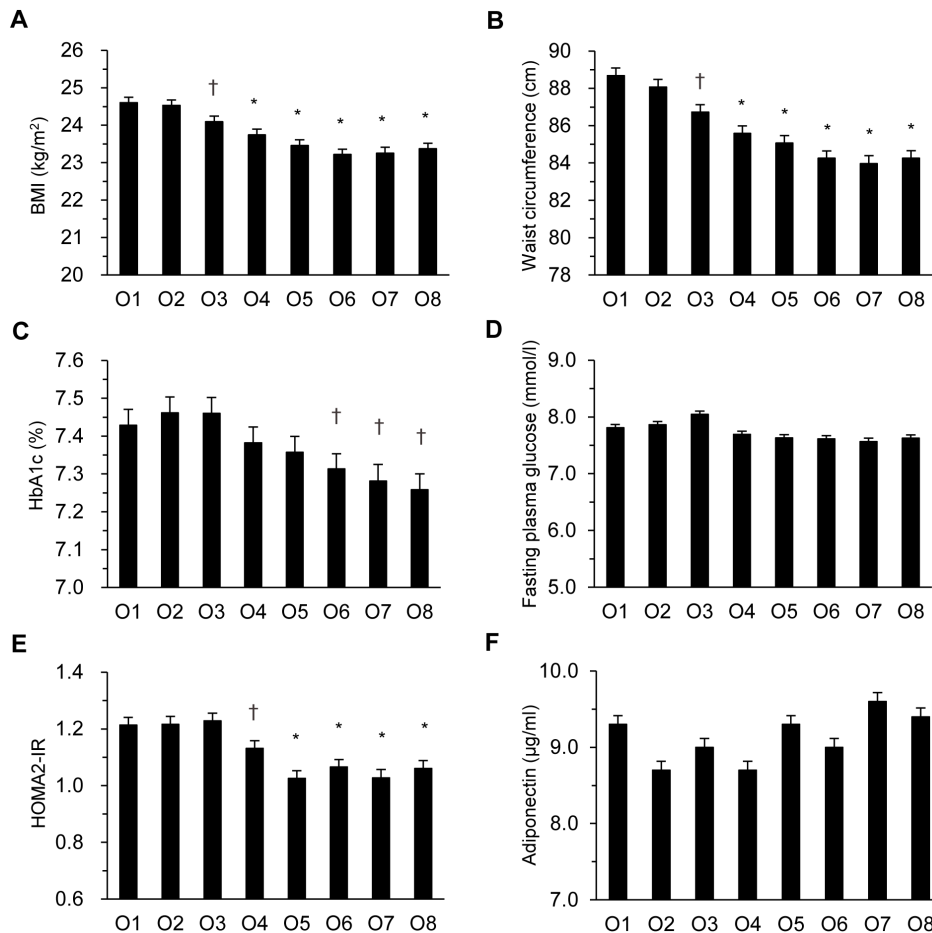 A
BMI (kg/m²)
26
25
24
23
22
21
20
† * * * * *
O1 O2 O3 O4 O5 O6 O7 O8
B
Waist circumference (cm)
90
88
86
84
82
80
78
† * * * * *
O1 O2 O3 O4 O5 O6 O7 O8
C
HbA1c (%)
7.6
7.5
7.4
7.3
7.2
7.1
7.0
† † †
O1 O2 O3 O4 O5 O6 O7 O8
D
Fasting plasma glucose (mmol/l)
9.0
8.0
7.0
6.0
5.0
O1 O2 O3 O4 O5 O6 O7 O8
E
HOMA2-IR
1.4
1.2
1.0
0.8
0.6
† * * * *
O1 O2 O3 O4 O5 O6 O7 O8
F
Adiponectin (µg/ml)
10.0
9.0
8.0
7.0
O1 O2 O3 O4 O5 O6 O7 O8